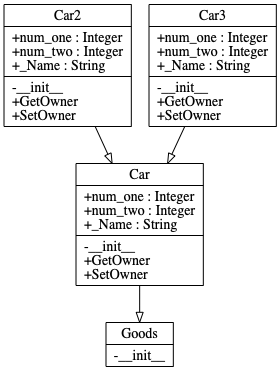 Car2
+num_one : Integer
+num_two : Integer
+_Name : String
-__init__
+GetOwner
+SetOwner
Car3
+num_one : Integer
+num_two : Integer
+_Name : String
-__init__
+GetOwner
+SetOwner
Car
+num_one : Integer
+num_two : Integer
+_Name : String
-__init__
+GetOwner
+SetOwner
Goods
-__init__